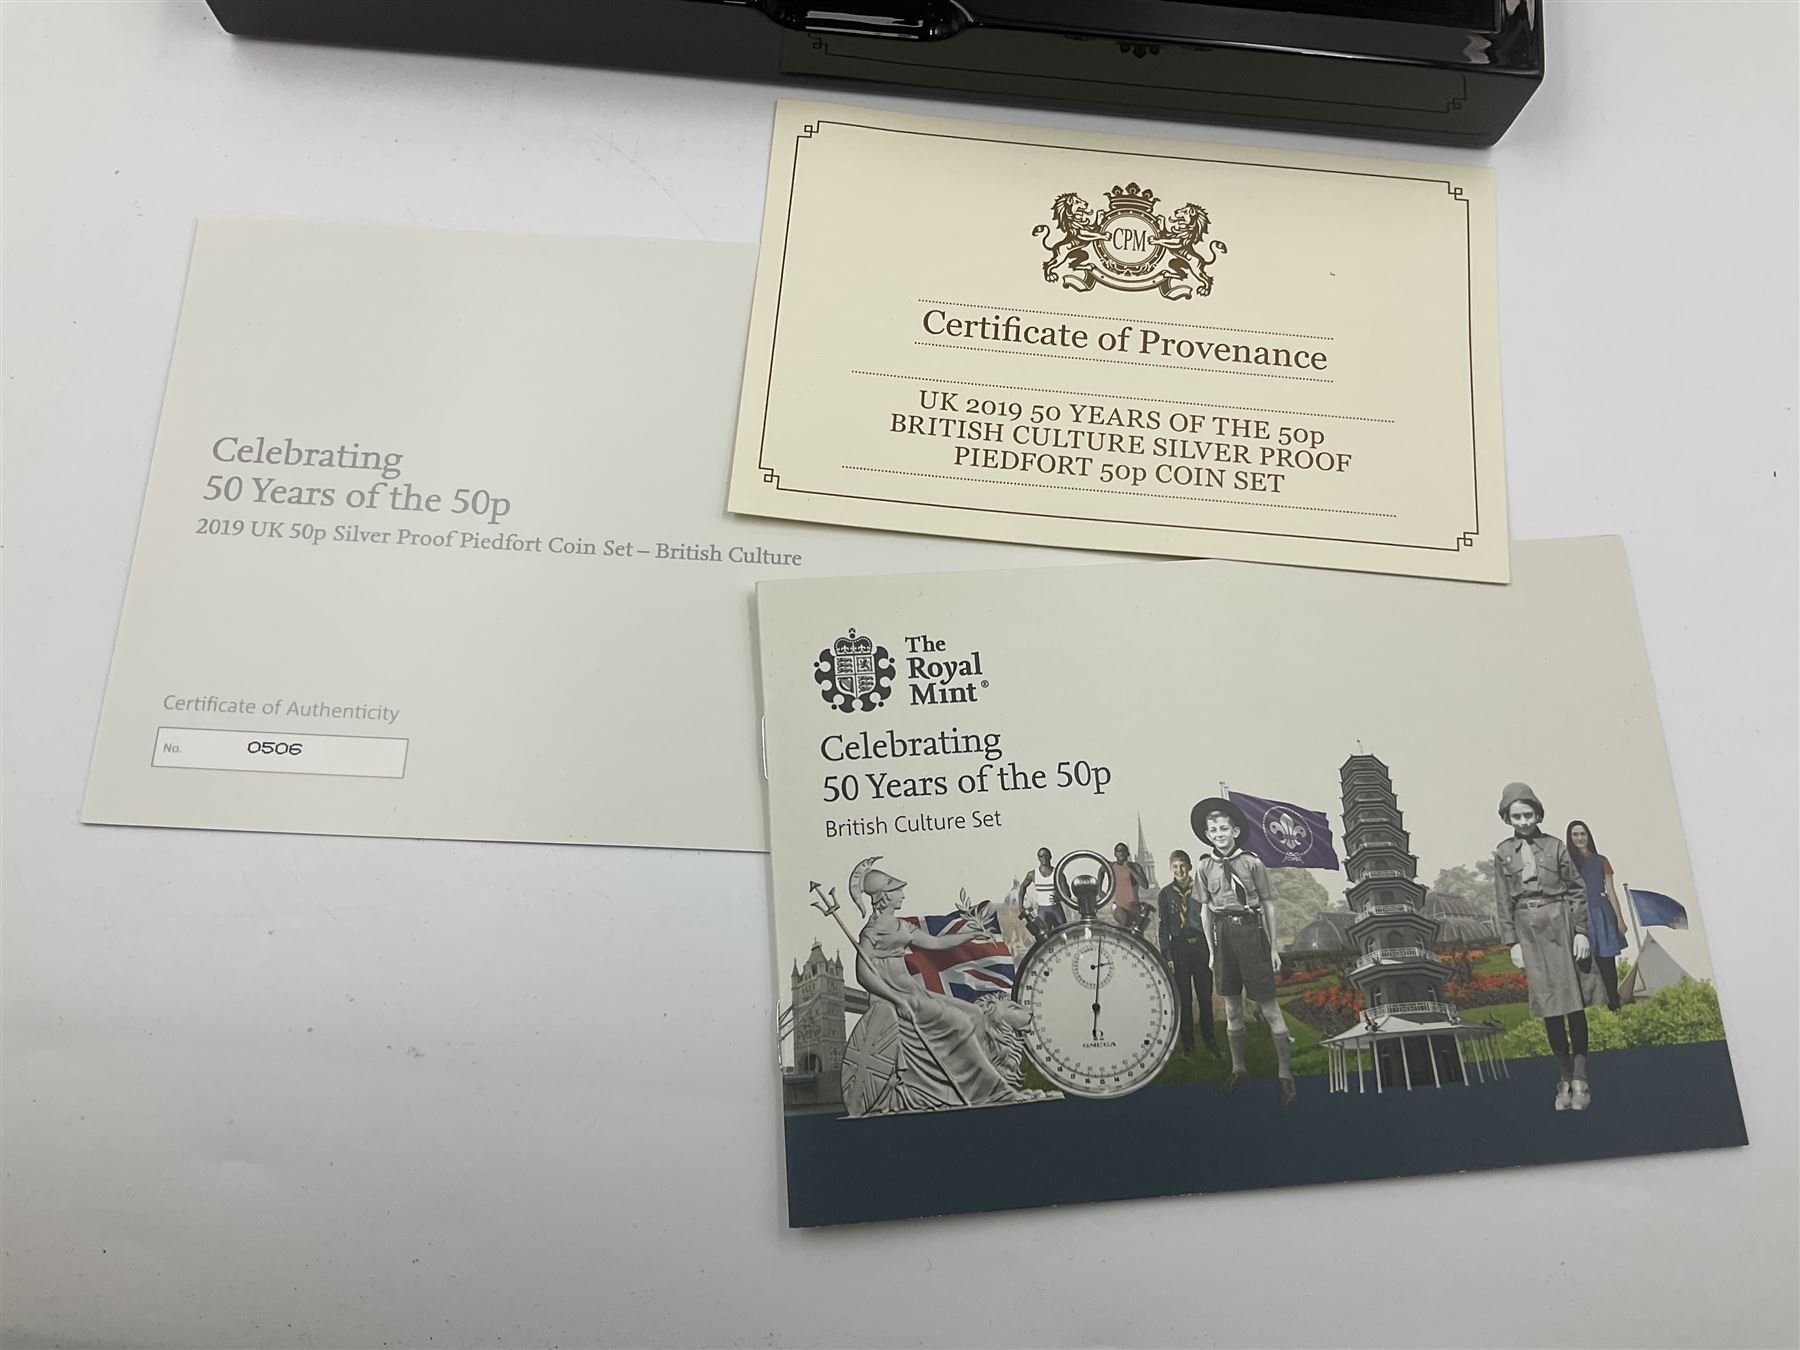 CPM
Certificate of Provenance
UK 2019 50 YEARS OF THE 50p
BRITISH CULTURE SILVER PROOF
PIEDFORT 50p COIN SET
Celebrating
50 Years of the 50p
2019 UK 50p Silver Proof Piedfort Coin Set – British Culture
Certificate of Authenticity
No. 0506
The
Royal
Mint®
Celebrating
50 Years of the 50p
British Culture Set
OMEGA